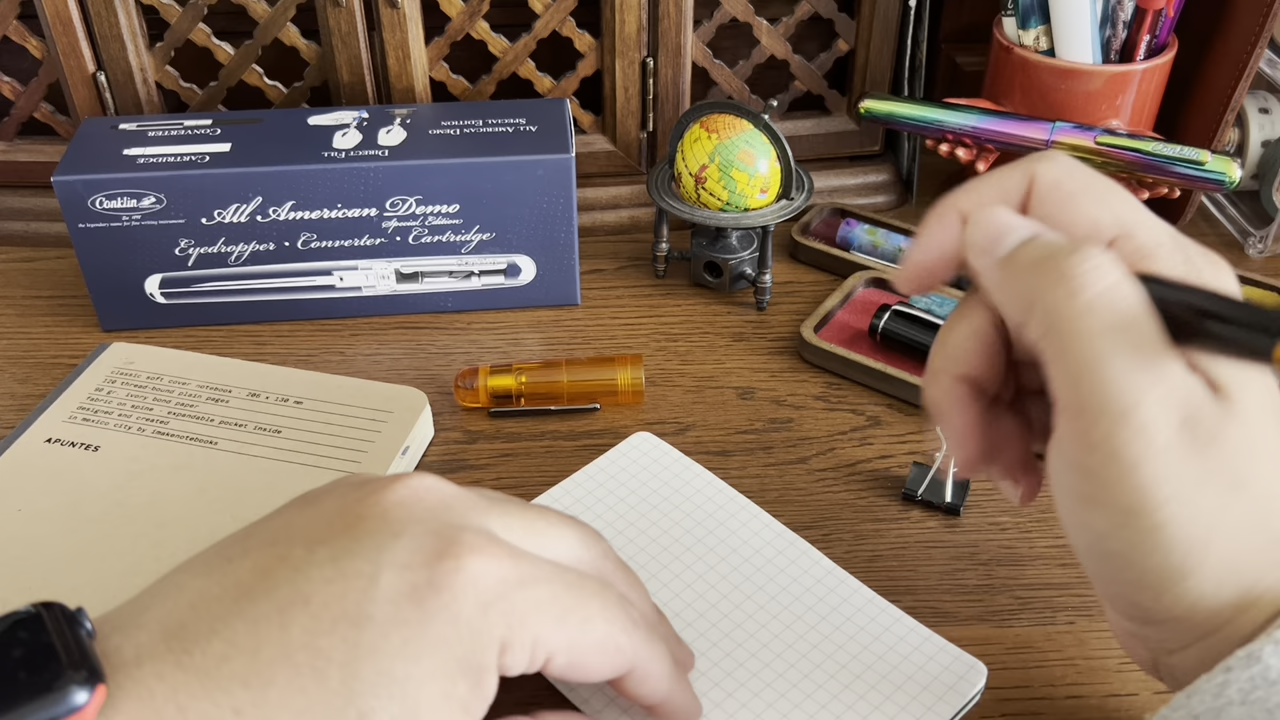 CONVERTER
CARTRIDGE
DIRECT FILL
ALL AMERICAN DEMO
SPECIAL EDITION
Conklin
Est. 1898
the legendary name for fine writing instruments
All American Demo
Special Edition
Eyedropper · Converter · Cartridge
Conklin
classic soft cover notebook · 206 x 130 mm
120 thread-bound plain pages
90 gr. ivory bond paper
fabric on spine · expandable pocket inside
designed and created
in mexico city by imakenotebooks
APUNTES